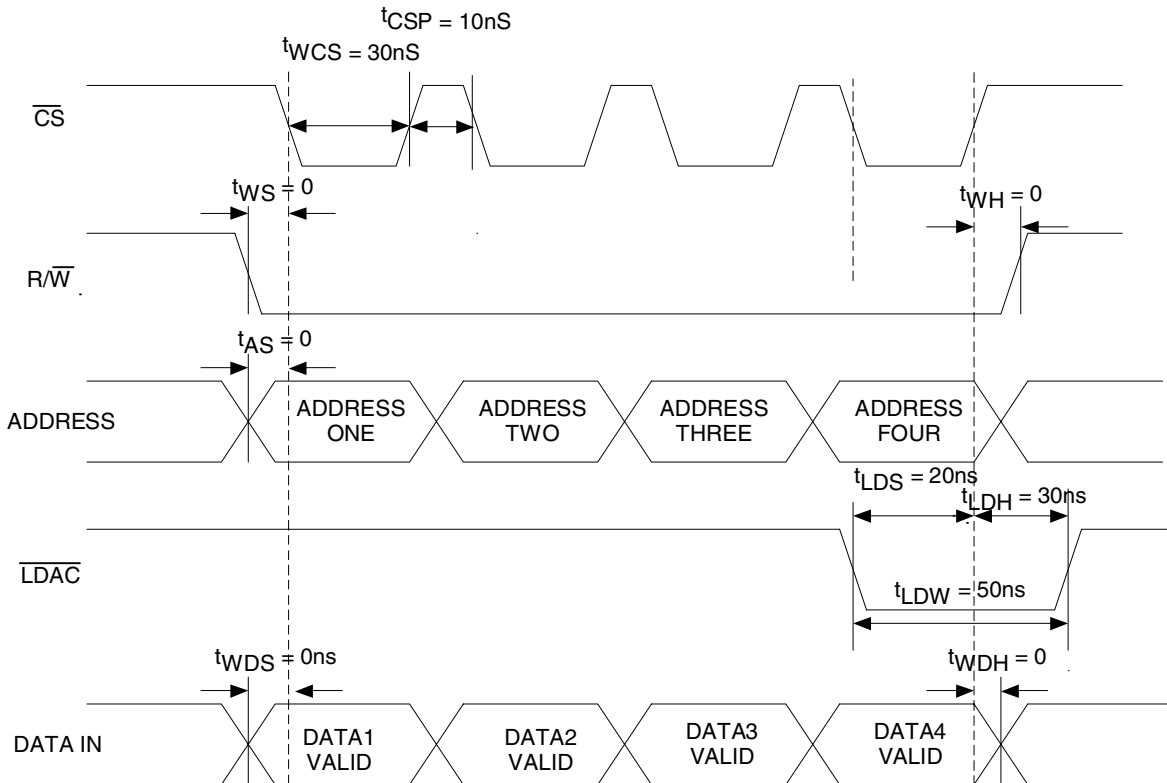 tCSP = 10nS
tWCS = 30nS
CS
tWS = 0
tWH = 0
R/W
tAS = 0
ADDRESS
ADDRESS ONE
ADDRESS TWO
ADDRESS THREE
ADDRESS FOUR
tLDS = 20ns
tLDH = 30ns
LDAC
tLDW = 50ns
tWDS = 0ns
tWDH = 0
DATA IN
DATA1 VALID
DATA2 VALID
DATA3 VALID
DATA4 VALID